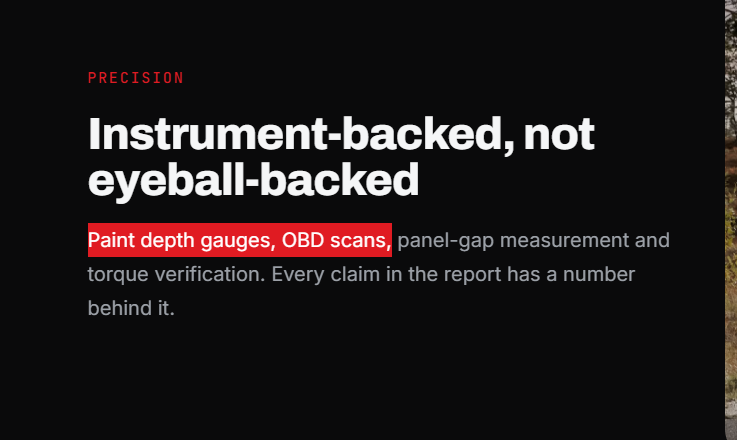 PRECISION
Instrument-backed, not
eyeball-backed
Paint depth gauges, OBD scans, panel-gap measurement and
torque verification. Every claim in the report has a number
behind it.